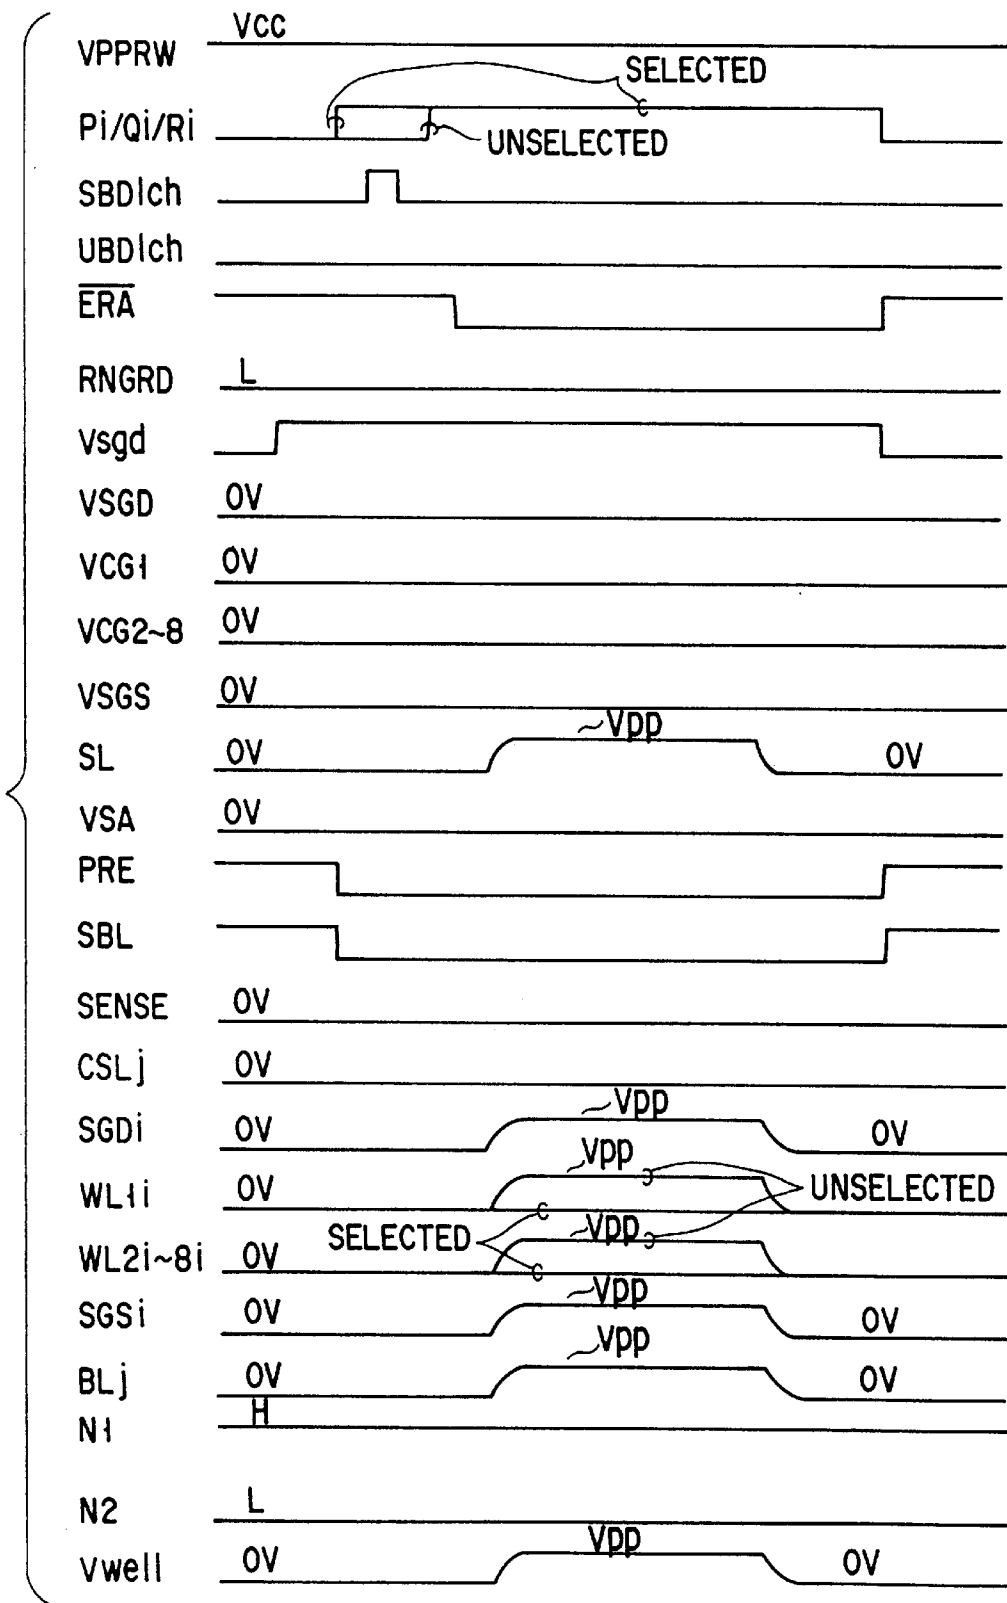 VPPRW VCC
SELECTED
Pi/Qi/Ri
UNSELECTED
SBDlch
UBDlch
ERA
RNGRD L
Vsgd
VSGD 0V
VCG1 0V
VCG2~8 0V
VSGS 0V
~Vpp
SL 0V 0V
VSA 0V
PRE
SBL
SENSE 0V
CSLj 0V
~Vpp
SGDi 0V 0V
~Vpp
WL1i 0V UNSELECTED
SELECTED ~Vpp
WL2i~8i 0V
~Vpp
SGSi 0V 0V
~Vpp
BLj 0V 0V
N1 H
N2 L
Vpp
Vwell 0V 0V